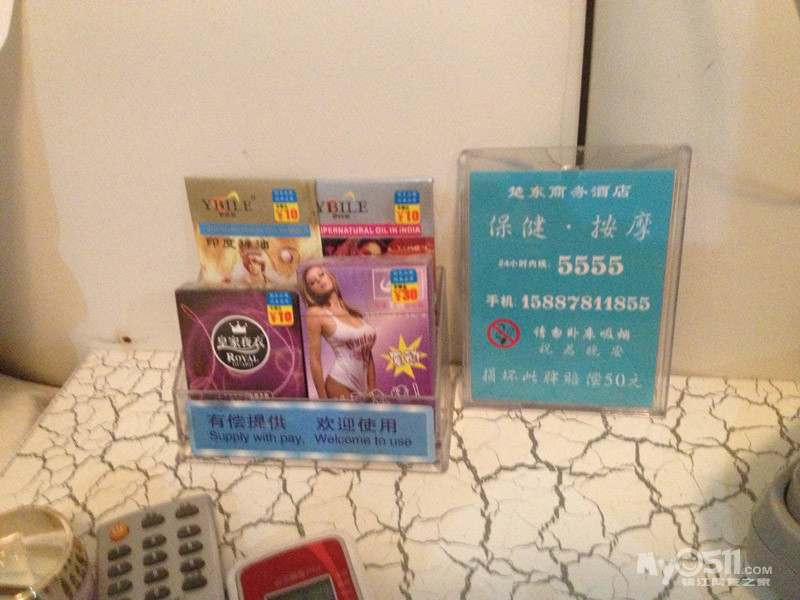 YBILE
¥10
印度神油
YBILE
¥10
SUPERNATURAL OIL IN INDIA
¥10
皇家夜衣
ROYAL
¥30
有偿提供 欢迎使用
Supply with pay, Welcome to use
楚东商务酒店
保健·按摩
24小时内线: 5555
手机: 15887811855
请勿卧床吸烟
祝君晚安
损坏此牌赔偿50元
My0511.COM
镇江网友之家